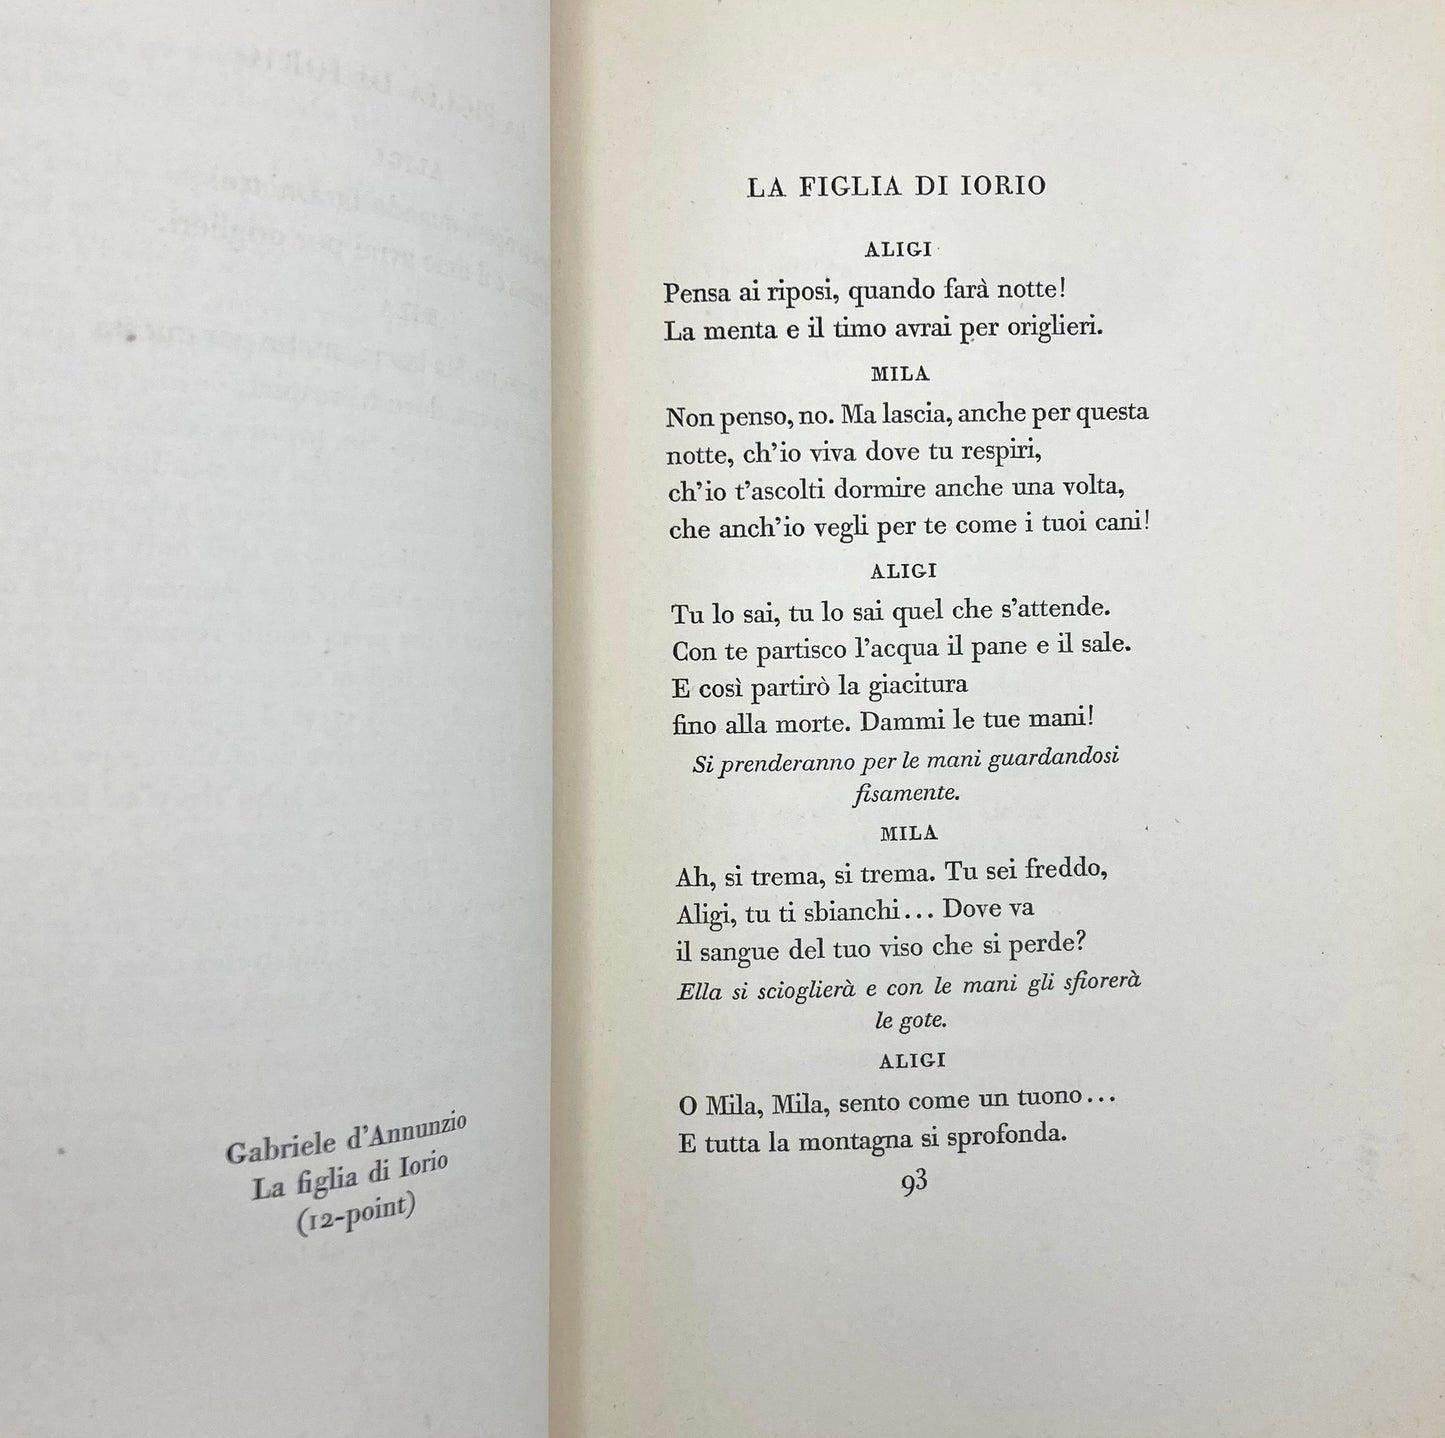 Gabriele d'Annunzio
La figlia di Iorio
(12-point)
LA FIGLIA DI IORIO
ALIGI
Pensa ai riposi, quando farà notte!
La menta e il timo avrai per origlieri.
MILA
Non penso, no. Ma lascia, anche per questa
notte, ch'io viva dove tu respiri,
ch'io t'ascolti dormire anche una volta,
che anch'io vegli per te come i tuoi cani!
ALIGI
Tu lo sai, tu lo sai quel che s'attende.
Con te partisco l'acqua il pane e il sale.
E così partirò la giacitura
fino alla morte. Dammi le tue mani!
Si prenderanno per le mani guardandosi
fisamente.
MILA
Ah, si trema, si trema. Tu sei freddo,
Aligi, tu ti sbianchi... Dove va
il sangue del tuo viso che si perde?
Ella si scioglierà e con le mani gli sfiorerà
le gote.
ALIGI
O Mila, Mila, sento come un tuono...
E tutta la montagna si sprofonda.
93